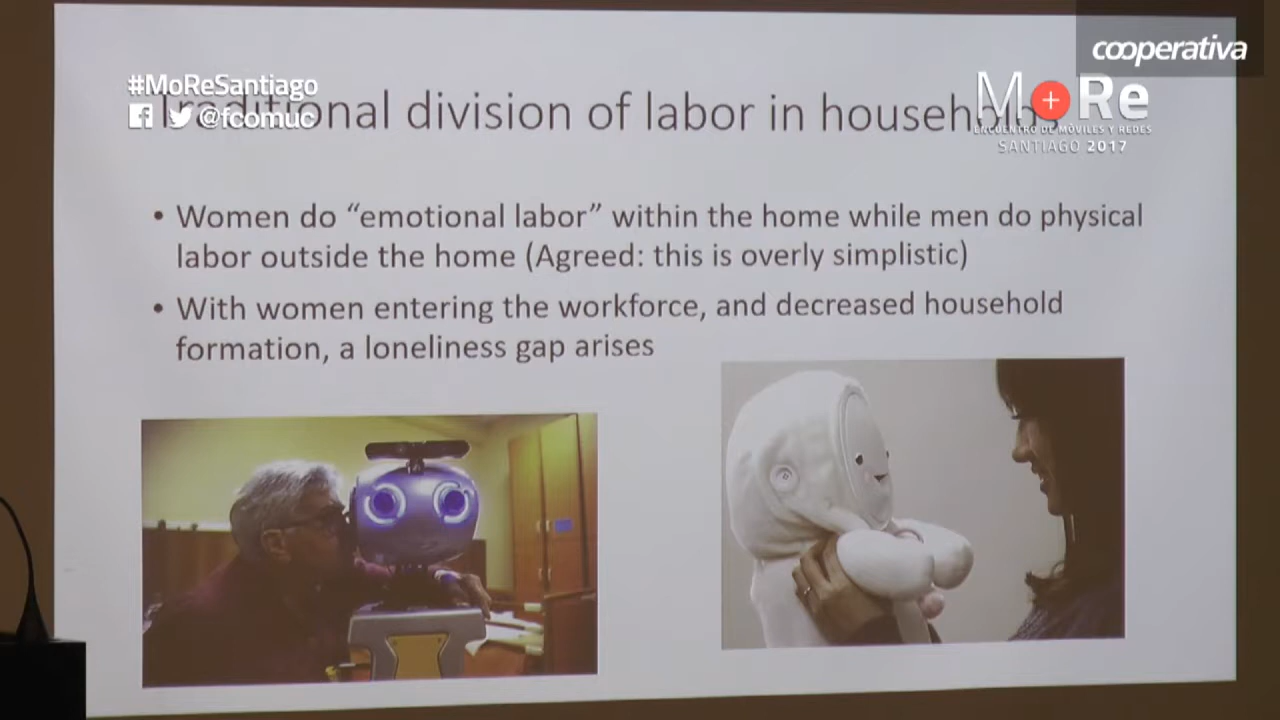 cooperativa
#MoReSantiago
@fcomuc
MoRe
ENCUENTRO DE MÓVILES Y REDES
SANTIAGO 2017
Traditional division of labor in households
• Women do “emotional labor” within the home while men do physical
labor outside the home (Agreed: this is overly simplistic)
• With women entering the workforce, and decreased household
formation, a loneliness gap arises